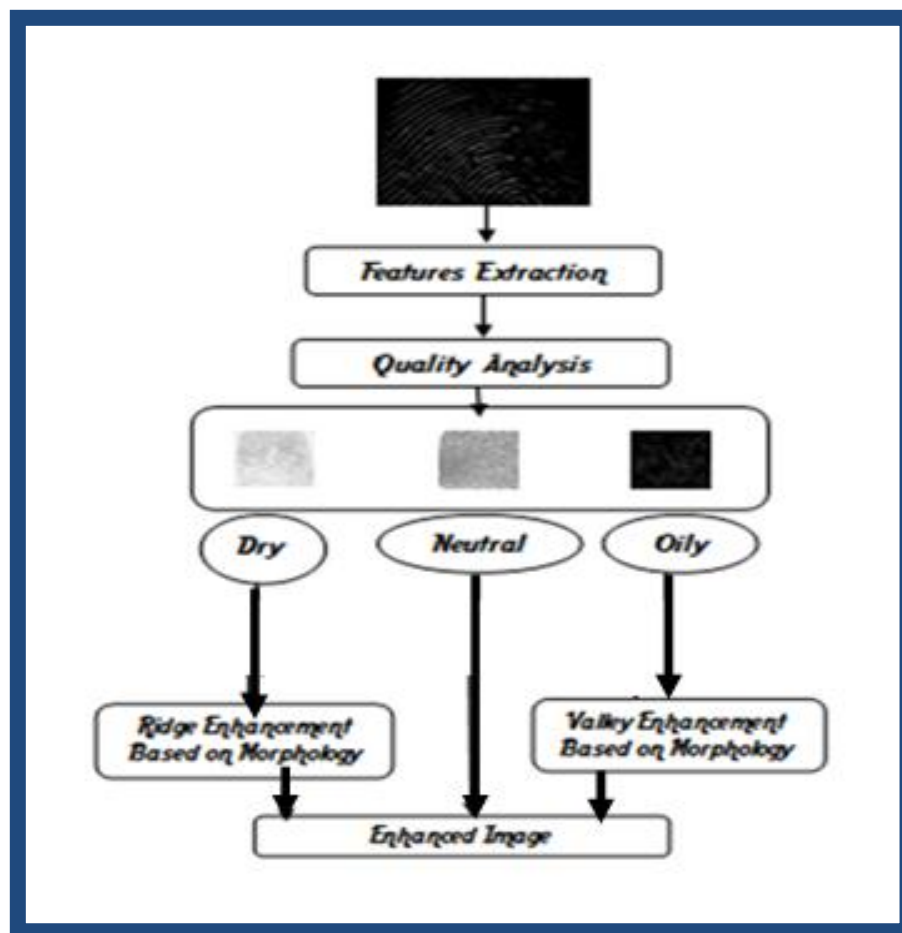 Features Extraction
Quality Analysis
Dry
Neutral
Oily
Ridge Enhancement
Based on Morphology
Valley Enhancement
Based on Morphology
Enhanced Image